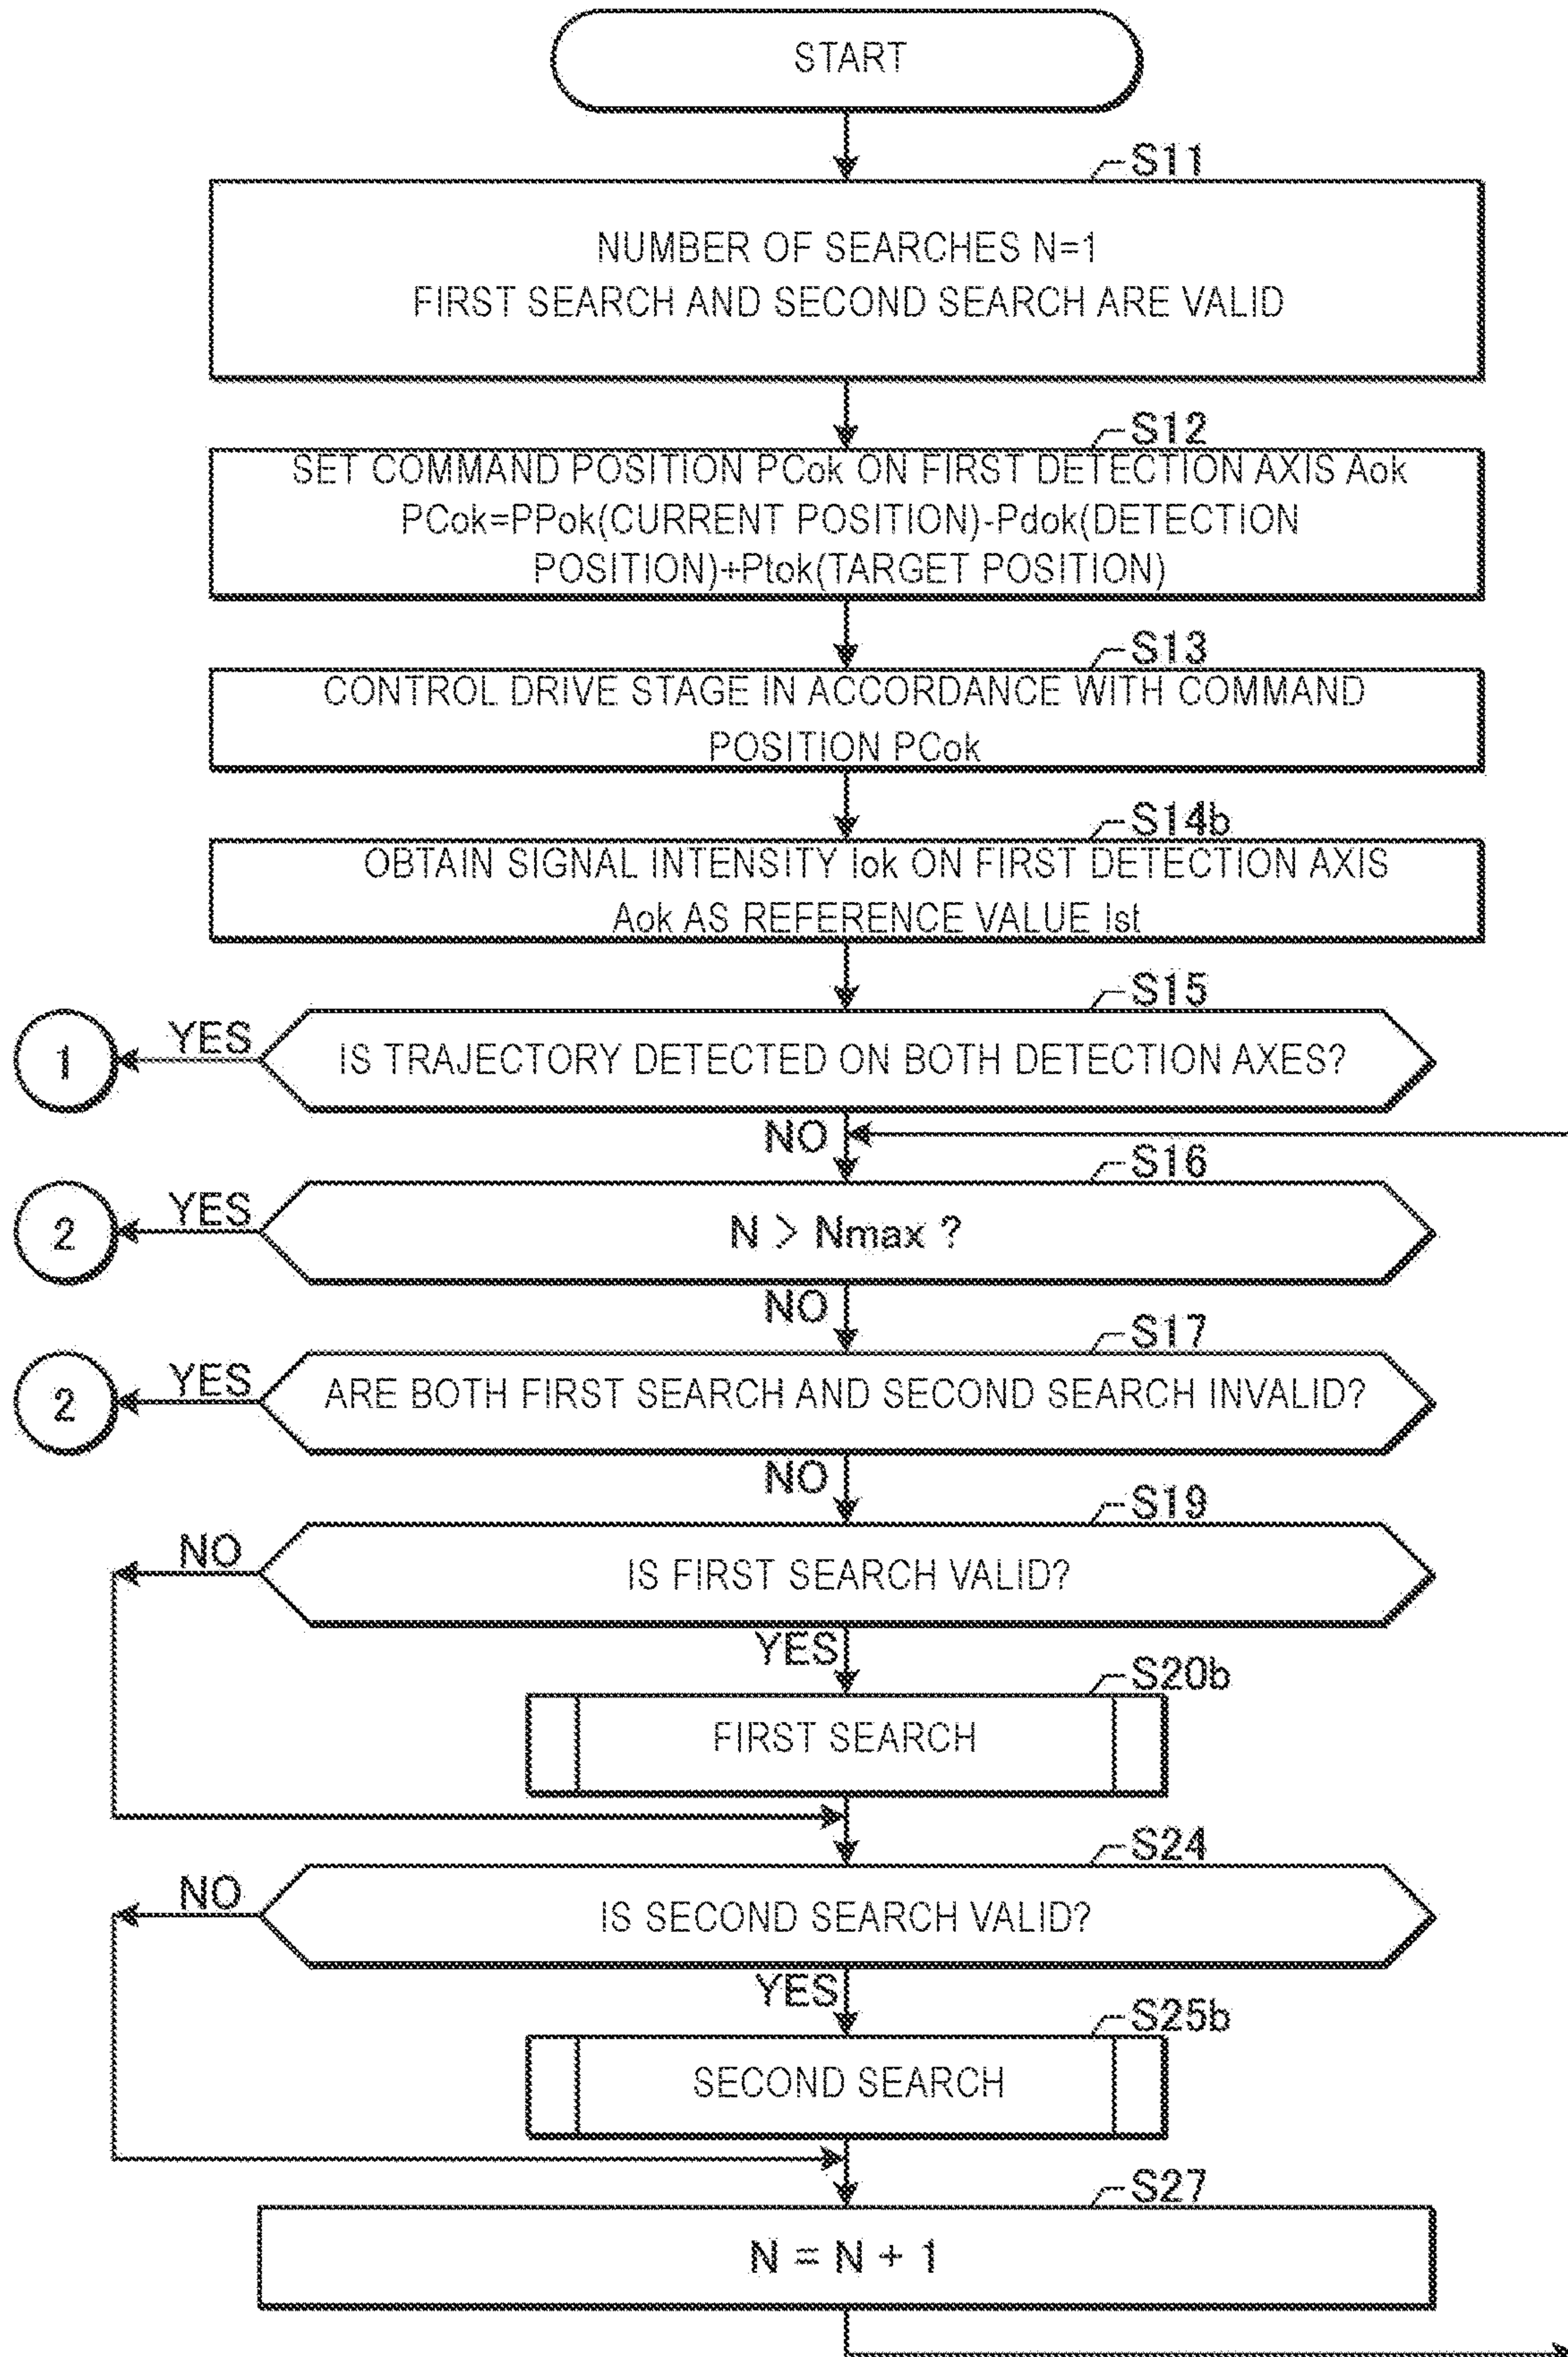 START
S11
NUMBER OF SEARCHES N=1
FIRST SEARCH AND SECOND SEARCH ARE VALID
S12
SET COMMAND POSITION PCok ON FIRST DETECTION AXIS Aok
PCok=PPok(CURRENT POSITION)-Pdok(DETECTION
POSITION)+Ptok(TARGET POSITION)
S13
CONTROL DRIVE STAGE IN ACCORDANCE WITH COMMAND
POSITION PCok
S14b
OBTAIN SIGNAL INTENSITY Iok ON FIRST DETECTION AXIS
Aok AS REFERENCE VALUE Ist
S15
1
YES
IS TRAJECTORY DETECTED ON BOTH DETECTION AXES?
NO
S16
2
YES
N > Nmax ?
NO
S17
2
YES
ARE BOTH FIRST SEARCH AND SECOND SEARCH INVALID?
NO
S19
NO
IS FIRST SEARCH VALID?
YES
S20b
FIRST SEARCH
S24
NO
IS SECOND SEARCH VALID?
YES
S25b
SECOND SEARCH
S27
N = N + 1